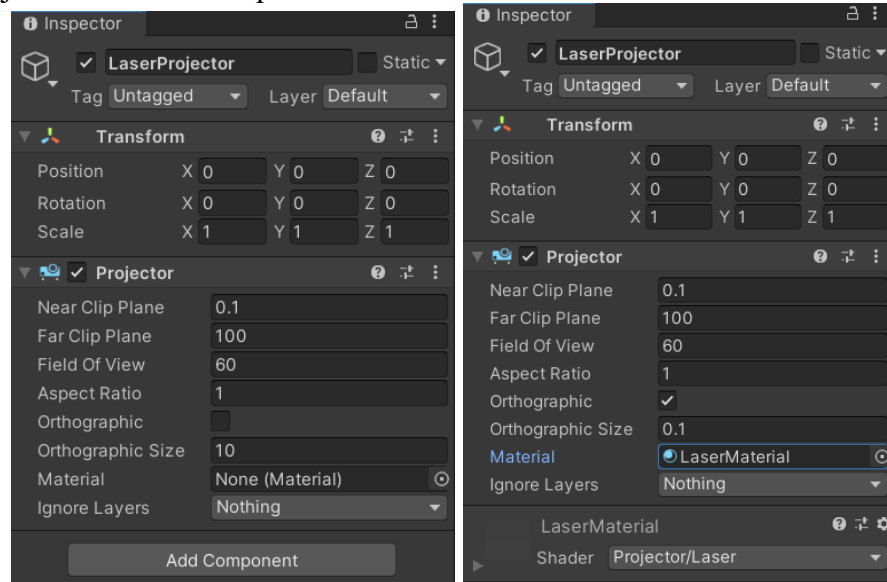 Inspector
LaserProjector Static
Tag Untagged Layer Default
Transform
Position X 0 Y 0 Z 0
Rotation X 0 Y 0 Z 0
Scale X 1 Y 1 Z 1
Projector
Near Clip Plane 0.1
Far Clip Plane 100
Field Of View 60
Aspect Ratio 1
Orthographic
Orthographic Size 10
Material None (Material)
Ignore Layers Nothing
Add Component
Inspector
LaserProjector Static
Tag Untagged Layer Default
Transform
Position X 0 Y 0 Z 0
Rotation X 0 Y 0 Z 0
Scale X 1 Y 1 Z 1
Projector
Near Clip Plane 0.1
Far Clip Plane 100
Field Of View 60
Aspect Ratio 1
Orthographic
Orthographic Size 0.1
Material LaserMaterial
Ignore Layers Nothing
LaserMaterial
Shader Projector/Laser